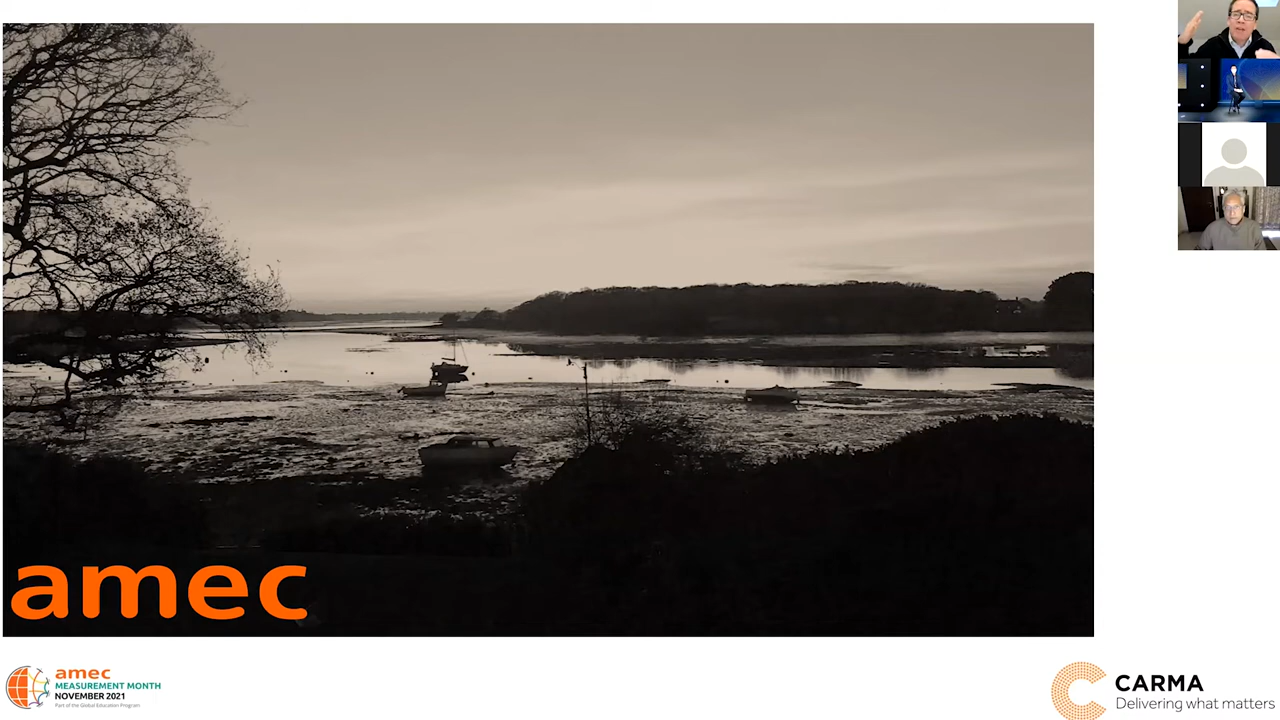 amec
amec
MEASUREMENT MONTH
NOVEMBER 2021
Part of the Global Education Program
CARMA
Delivering what matters